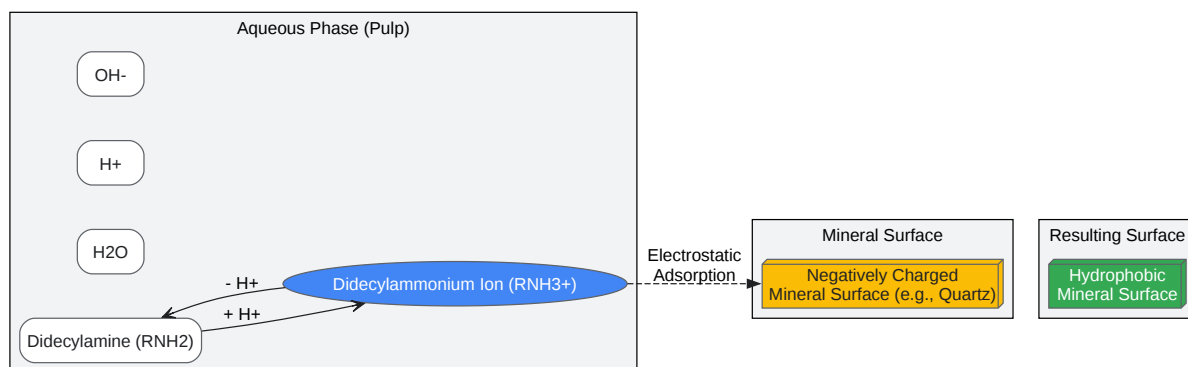 Aqueous Phase (Pulp)
OH-
H+
H2O
- H+
+ H+
Didecylamine (RNH2)
Didecylammonium Ion (RNH3+)
Electrostatic
Adsorption
Mineral Surface
Negatively Charged
Mineral Surface (e.g., Quartz)
Resulting Surface
Hydrophobic
Mineral Surface